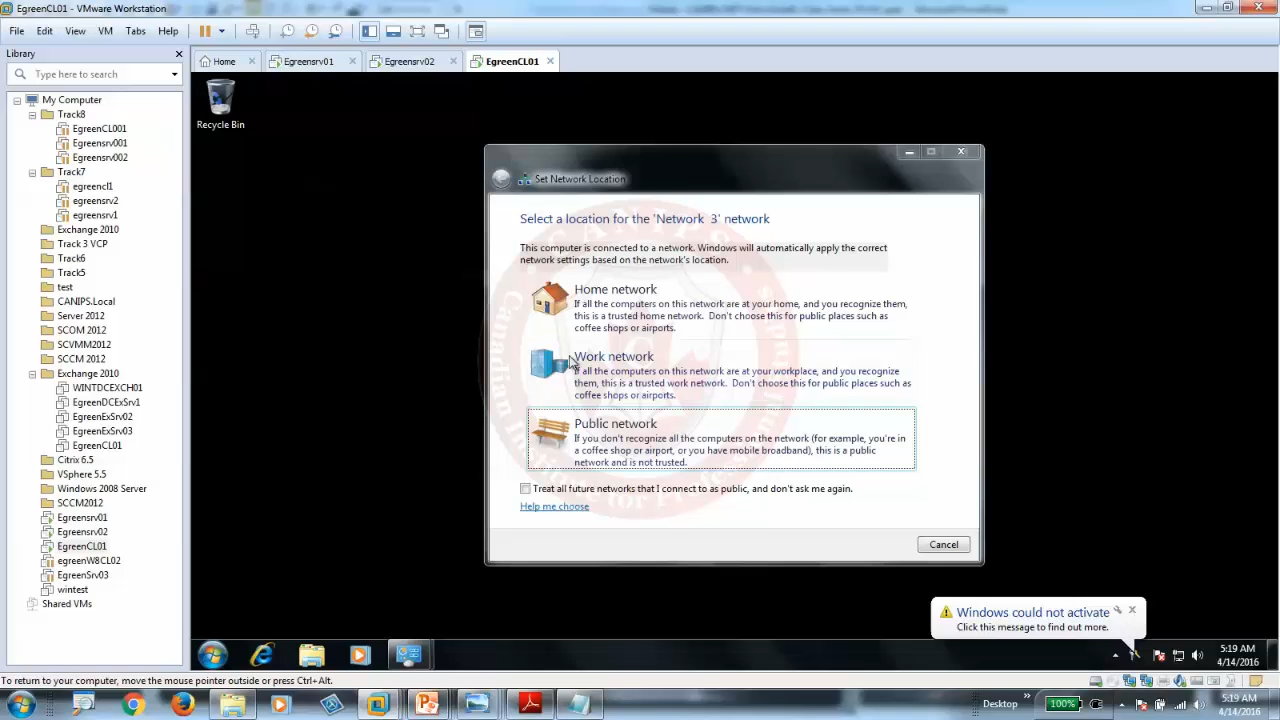 EgreenCL01 - VMware Workstation
File Edit View VM Tabs Help
Library
Type here to search
Home
Egreensrv01
Egreensrv02
EgreenCL01
My Computer
Track8
EgreenCL001
Egreensrv001
Egreensrv002
Track7
egreencl1
egreensrv2
egreensrv1
Exchange 2010
Track 3 VCP
Track6
Track5
test
CANIPS.Local
Server 2012
SCOM 2012
SCVMM2012
SCCM 2012
Exchange 2010
WINTDCEXCH01
EgreenDCExSrv1
EgreenExSrv02
EgreenExSrv03
EgreenCL01
Citrix 6.5
VSphere 5.5
Windows 2008 Server
SCCM2012
Egreensrv01
Egreensrv02
EgreenCL01
egreenW8CL02
EgreenSrv03
wintest
Shared VMs
Recycle Bin
Set Network Location
Select a location for the 'Network 3' network
This computer is connected to a network. Windows will automatically apply the correct
network settings based on the network's location.
Home network
If all the computers on this network are at your home, and you recognize them,
this is a trusted home network. Don't choose this for public places such as
coffee shops or airports.
Work network
If all the computers on this network are at your workplace, and you recognize
them, this is a trusted work network. Don't choose this for public places such as
coffee shops or airports.
Public network
If you don't recognize all the computers on the network (for example, you're in
a coffee shop or airport, or you have mobile broadband), this is a public
network and is not trusted.
Treat all future networks that I connect to as public, and don't ask me again.
Help me choose
Cancel
Windows could not activate
Click this message to find out more.
5:19 AM
4/14/2016
To return to your computer, move the mouse pointer outside or press Ctrl+Alt.
Desktop
100%
5:19 AM
4/14/2016